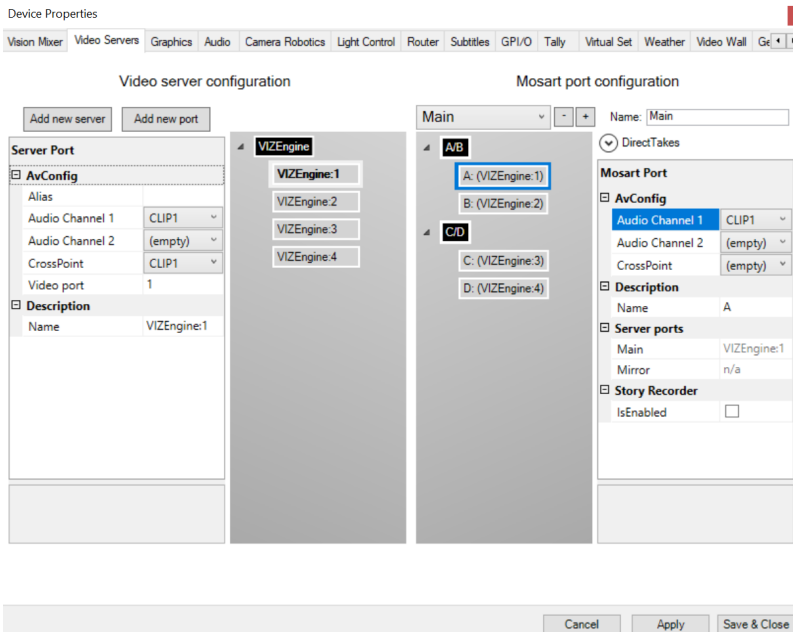 Device Properties
Vision Mixer Video Servers Graphics Audio Camera Robotics Light Control Router Subtitles GPI/O Tally Virtual Set Weather Video Wall
Video server configuration
Mosart port configuration
Add new server Add new port
Main - + Name: Main
DirectTakes
Server Port
AvConfig
Alias
Audio Channel 1 CLIP1
Audio Channel 2 (empty)
CrossPoint CLIP1
Video port 1
Description
Name VIZEngine:1
VIZEngine
VIZEngine:1
VIZEngine:2
VIZEngine:3
VIZEngine:4
A/B
A: (VIZEngine:1)
B: (VIZEngine:2)
C/D
C: (VIZEngine:3)
D: (VIZEngine:4)
Mosart Port
AvConfig
Audio Channel 1 CLIP1
Audio Channel 2 (empty)
CrossPoint (empty)
Description
Name A
Server ports
Main VIZEngine:1
Mirror n/a
Story Recorder
IsEnabled
Cancel Apply Save & Close